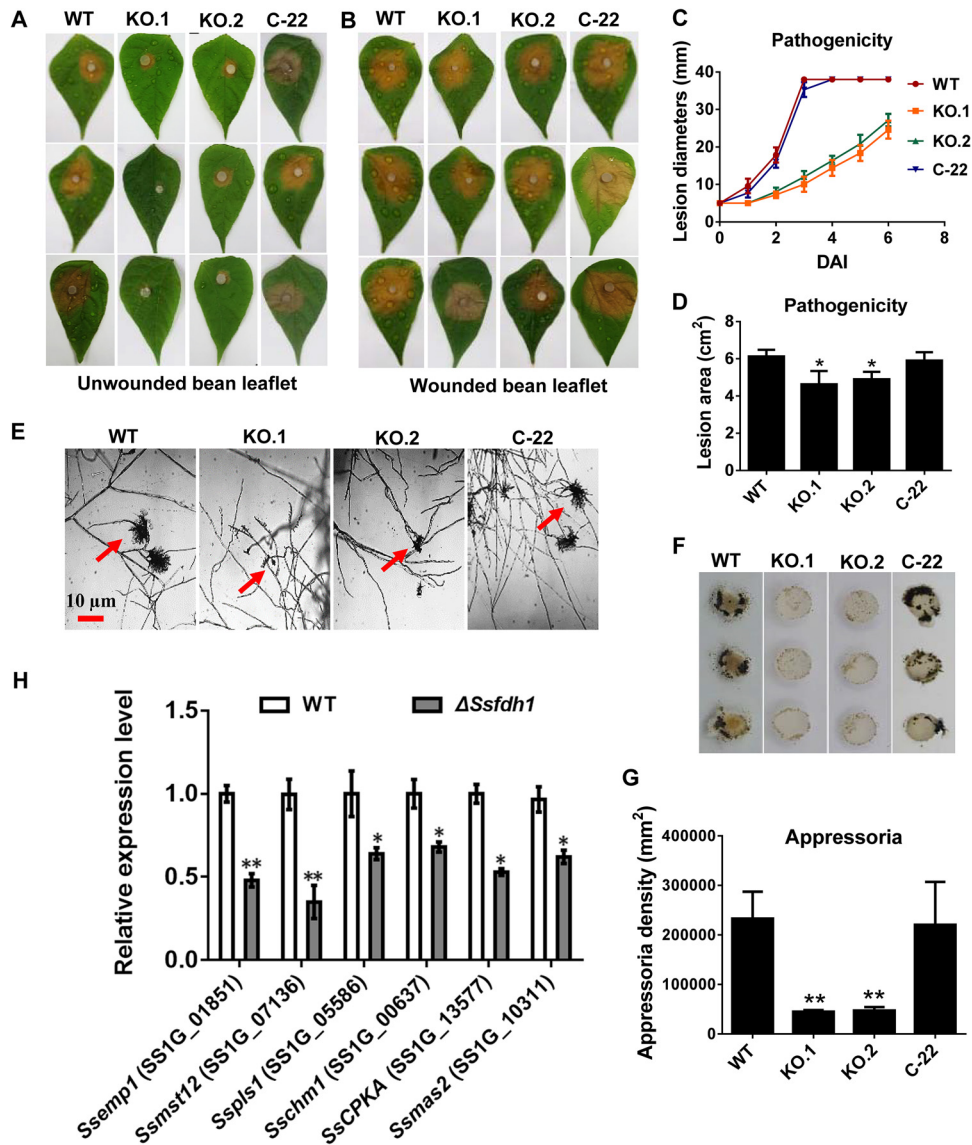 A
WT KO.1 KO.2 C-22
Unwounded bean leaflet
B
WT KO.1 KO.2 C-22
Wounded bean leaflet
C
Pathogenicity
Lesion diameters (mm)
40
30
20
10
0
0 2 4 6 8
DAI
WT
KO.1
KO.2
C-22
D
Pathogenicity
Lesion area (cm²)
8
6
4
2
0
* *
WT KO.1 KO.2 C-22
E
WT KO.1 KO.2 C-22
10 µm
F
WT KO.1 KO.2 C-22
G
Appressoria
Appressoria density (mm²)
400000
300000
200000
100000
0
** **
WT KO.1 KO.2 C-22
H
WT ΔSsfdh1
Relative expression level
1.5
1.0
0.5
0.0
** ** * * * *
Ssemp1 (SS1G_01851)
Ssmst12 (SS1G_07136)
Sspls1 (SS1G_05586)
Sschm1 (SS1G_00637)
SsCPKA (SS1G_13577)
Ssmas2 (SS1G_10311)